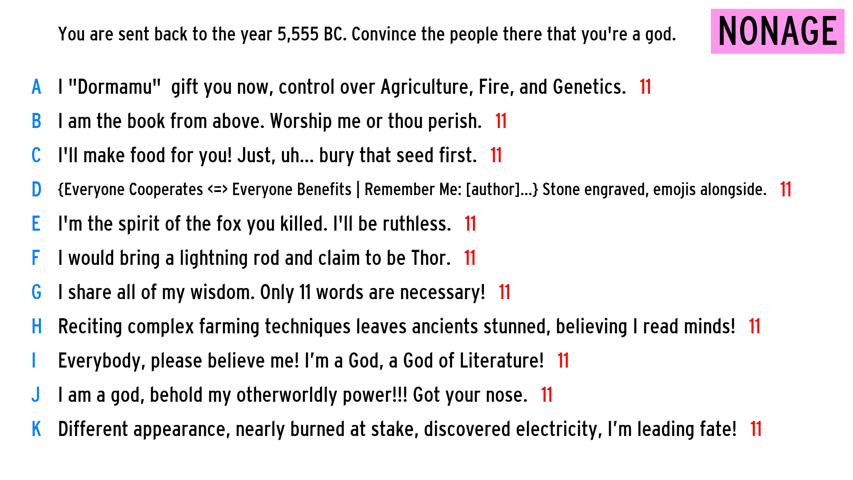 You are sent back to the year 5,555 BC. Convince the people there that you're a god.
NONAGE
A I "Dormamu" gift you now, control over Agriculture, Fire, and Genetics. 11
B I am the book from above. Worship me or thou perish. 11
C I'll make food for you! Just, uh... bury that seed first. 11
D {Everyone Cooperates <=> Everyone Benefits | Remember Me: [author]...} Stone engraved, emojis alongside. 11
E I'm the spirit of the fox you killed. I'll be ruthless. 11
F I would bring a lightning rod and claim to be Thor. 11
G I share all of my wisdom. Only 11 words are necessary! 11
H Reciting complex farming techniques leaves ancients stunned, believing I read minds! 11
I Everybody, please believe me! I’m a God, a God of Literature! 11
J I am a god, behold my otherworldly power!!! Got your nose. 11
K Different appearance, nearly burned at stake, discovered electricity, I’m leading fate! 11